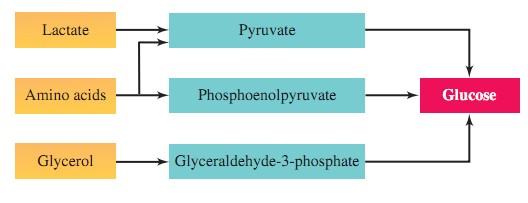 Lactate
Pyruvate
Amino acids
Phosphoenolpyruvate
Glucose
Glycerol
Glyceraldehyde-3-phosphate